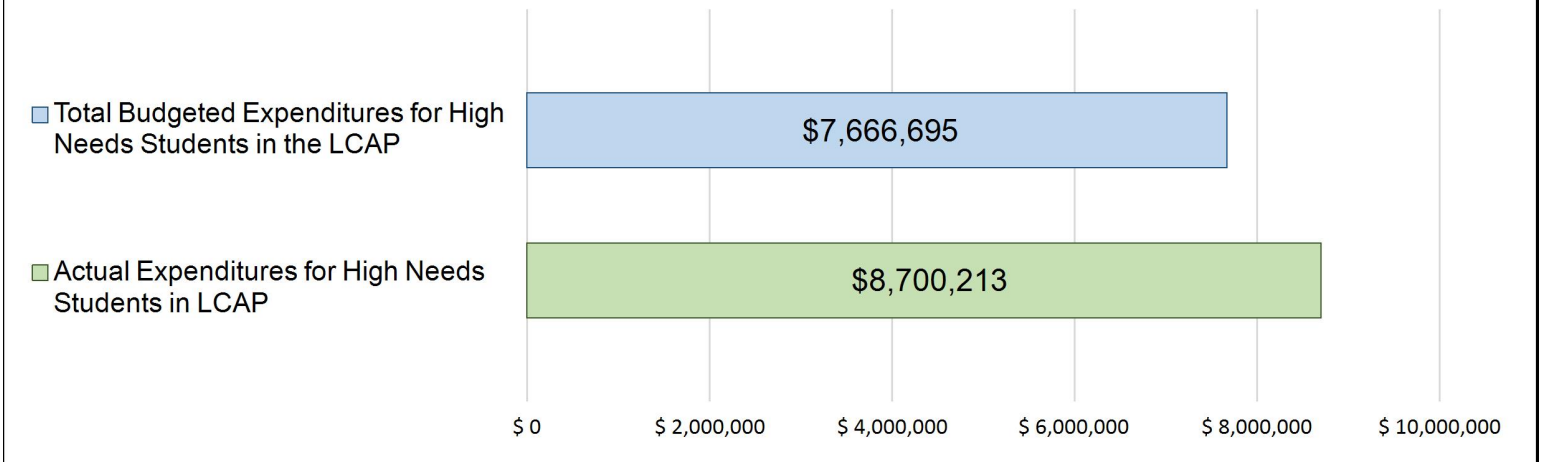 Total Budgeted Expenditures for High
Needs Students in the LCAP
$7,666,695
Actual Expenditures for High Needs
Students in LCAP
$8,700,213
$ 0
$ 2,000,000
$ 4,000,000
$ 6,000,000
$ 8,000,000
$ 10,000,000